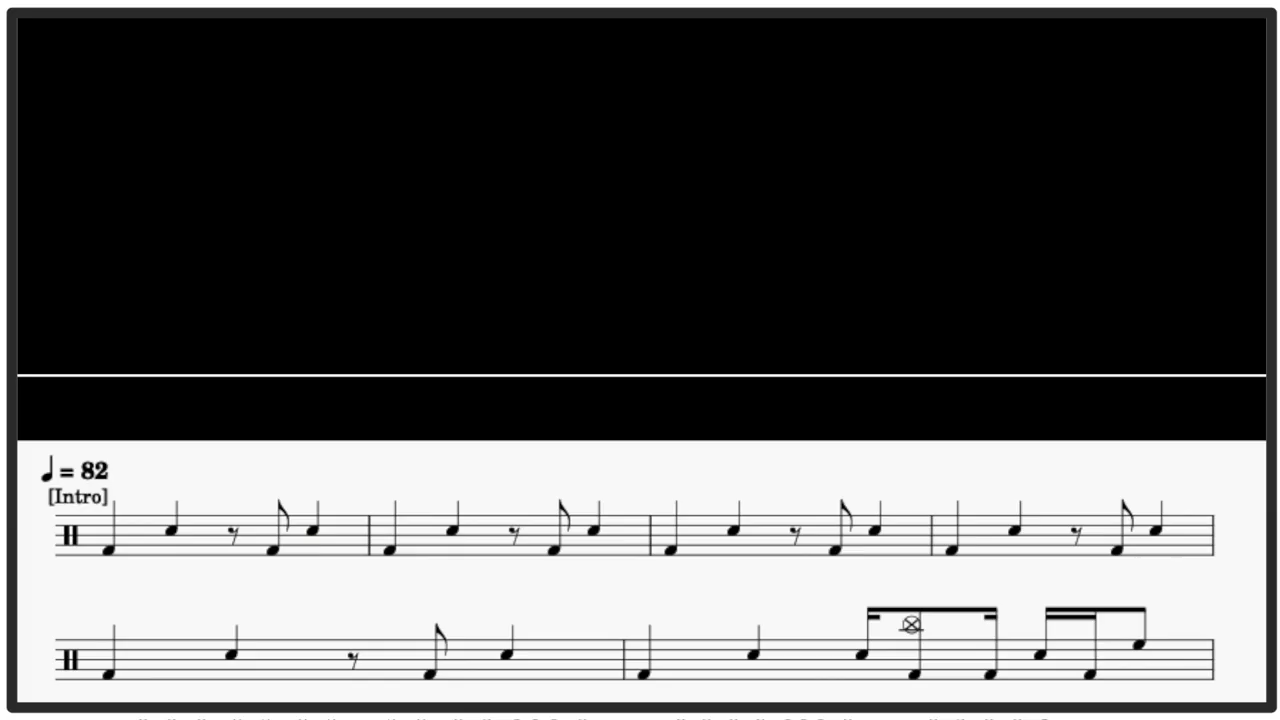 ♩ = 82
[Intro]